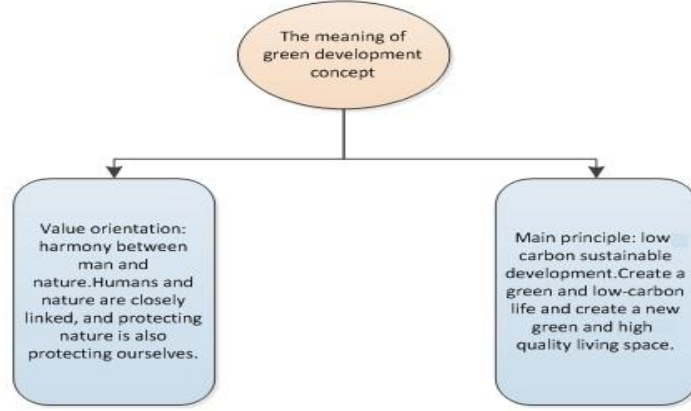 The meaning of
green development
concept
Value orientation:
harmony between
man and
nature.Humans and
nature are closely
linked, and protecting
nature is also
protecting ourselves.
Main principle: low
carbon sustainable
development.Create a
green and low-carbon
life and create a new
green and high
quality living space.